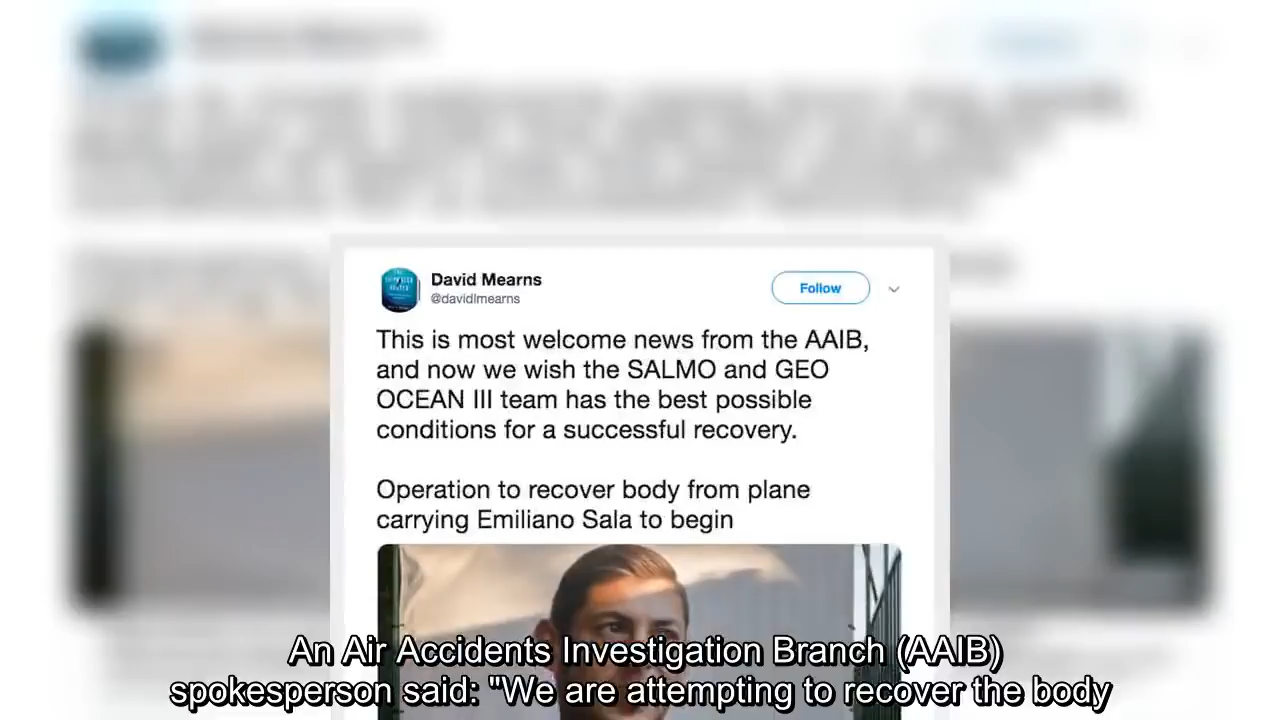 David Mearns
@davidlmearns
Follow
This is most welcome news from the AAIB,
and now we wish the SALMO and GEO
OCEAN III team has the best possible
conditions for a successful recovery.
Operation to recover body from plane
carrying Emiliano Sala to begin
An Air Accidents Investigation Branch (AAIB)
spokesperson said: "We are attempting to recover the body